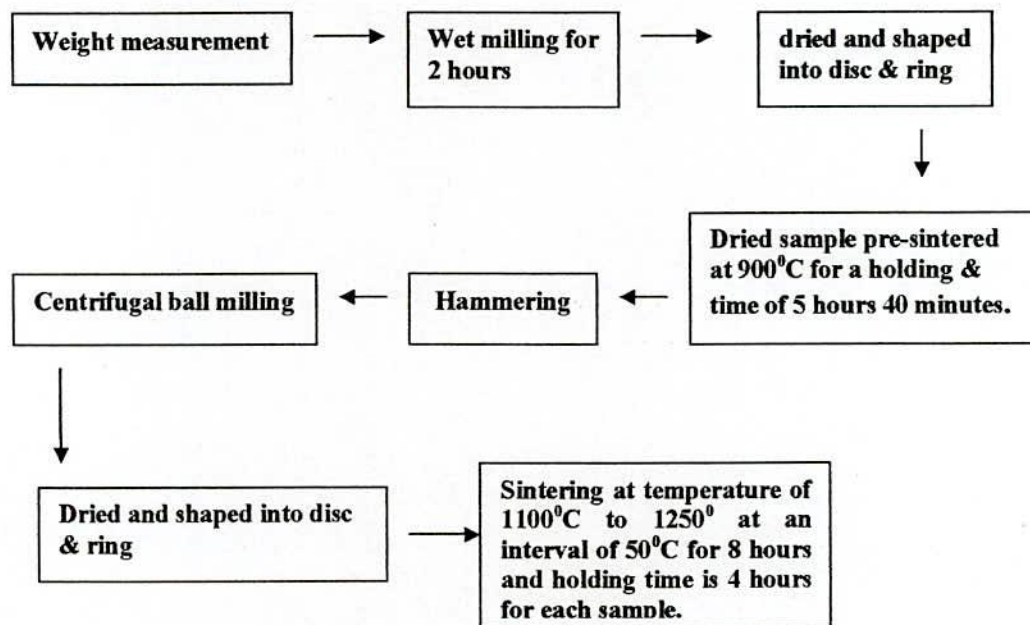 Weight measurement
Wet milling for
2 hours
dried and shaped
into disc & ring
Dried sample pre-sintered
at 900⁰C for a holding &
time of 5 hours 40 minutes.
Hammering
Centrifugal ball milling
Dried and shaped into disc
& ring
Sintering at temperature of
1100⁰C to 1250⁰ at an
interval of 50⁰C for 8 hours
and holding time is 4 hours
for each sample.